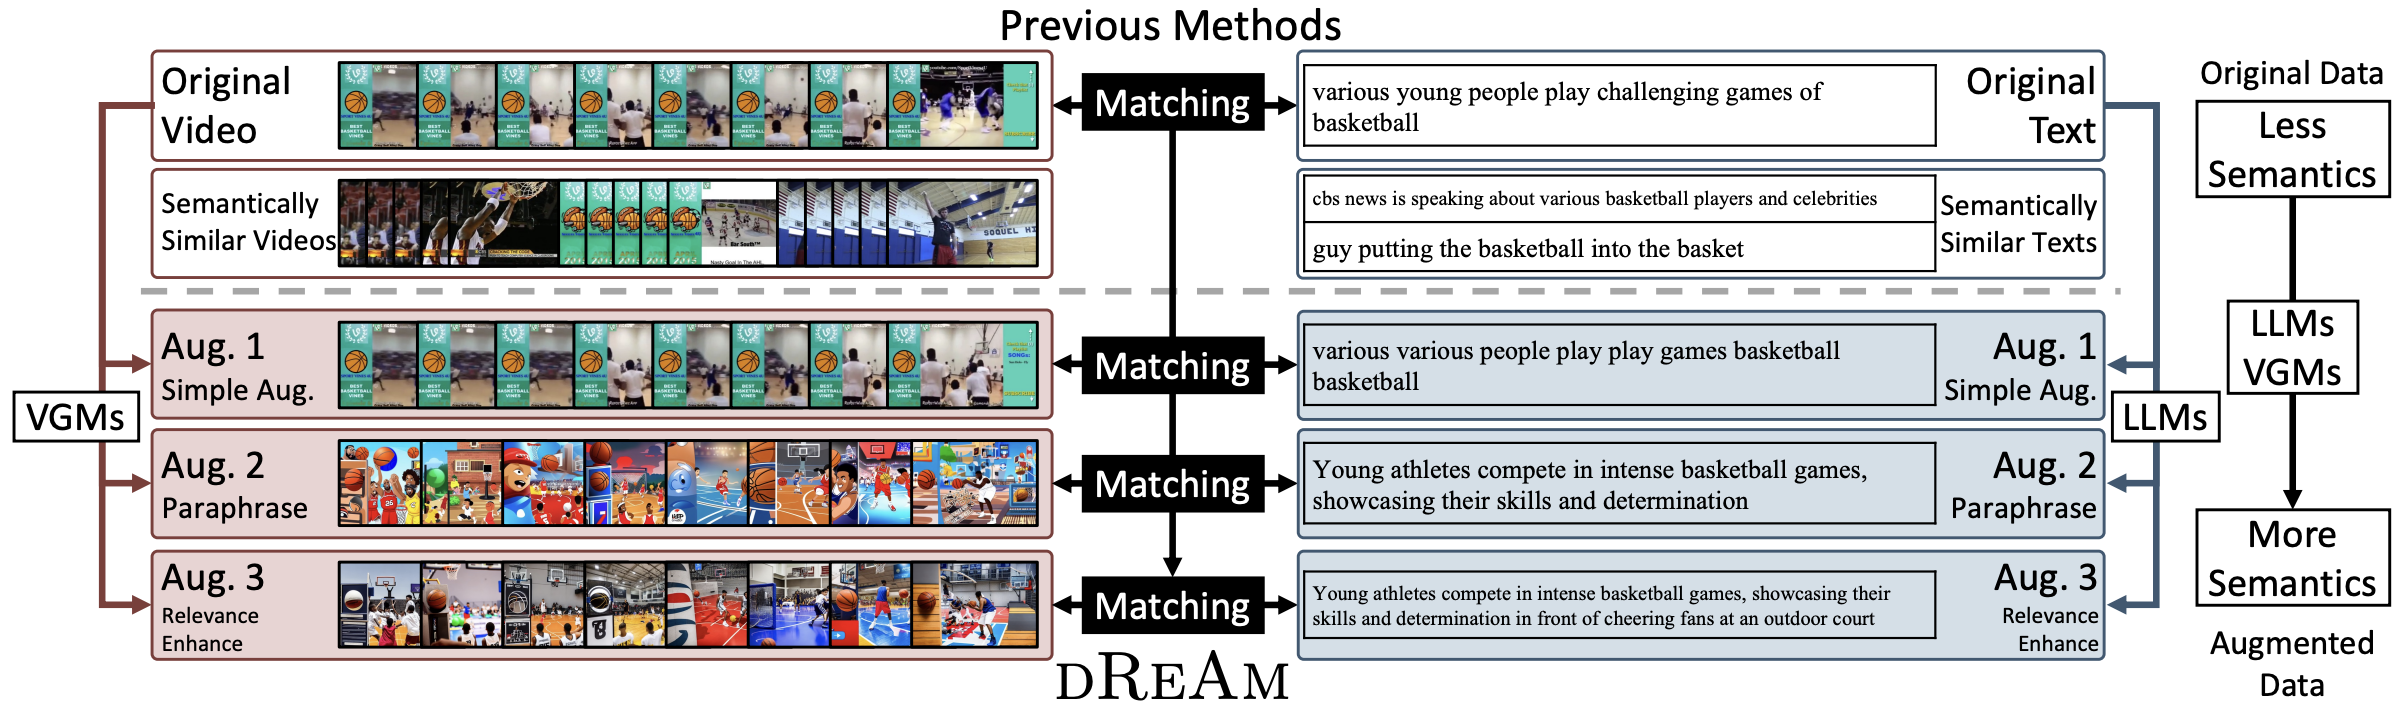 Previous Methods
Original
Video
BEST
BASKETBALL
VINES
Matching
various young people play challenging games of
basketball
Original
Text
Original Data
Less
Semantics
Semantically
Similar Videos
SOQUEL HI
cbs news is speaking about various basketball players and celebrities
guy putting the basketball into the basket
Semantically
Similar Texts
LLMs
VGMs
Aug. 1
Simple Aug.
BEST
BASKETBALL
VINES
Matching
various various people play play games basketball
basketball
Aug. 1
Simple Aug.
VGMs
LLMs
Aug. 2
Paraphrase
Matching
Young athletes compete in intense basketball games,
showcasing their skills and determination
Aug. 2
Paraphrase
More
Semantics
Aug. 3
Relevance
Enhance
Matching
Young athletes compete in intense basketball games, showcasing their
skills and determination in front of cheering fans at an outdoor court
Aug. 3
Relevance
Enhance
Augmented
Data
DREAM